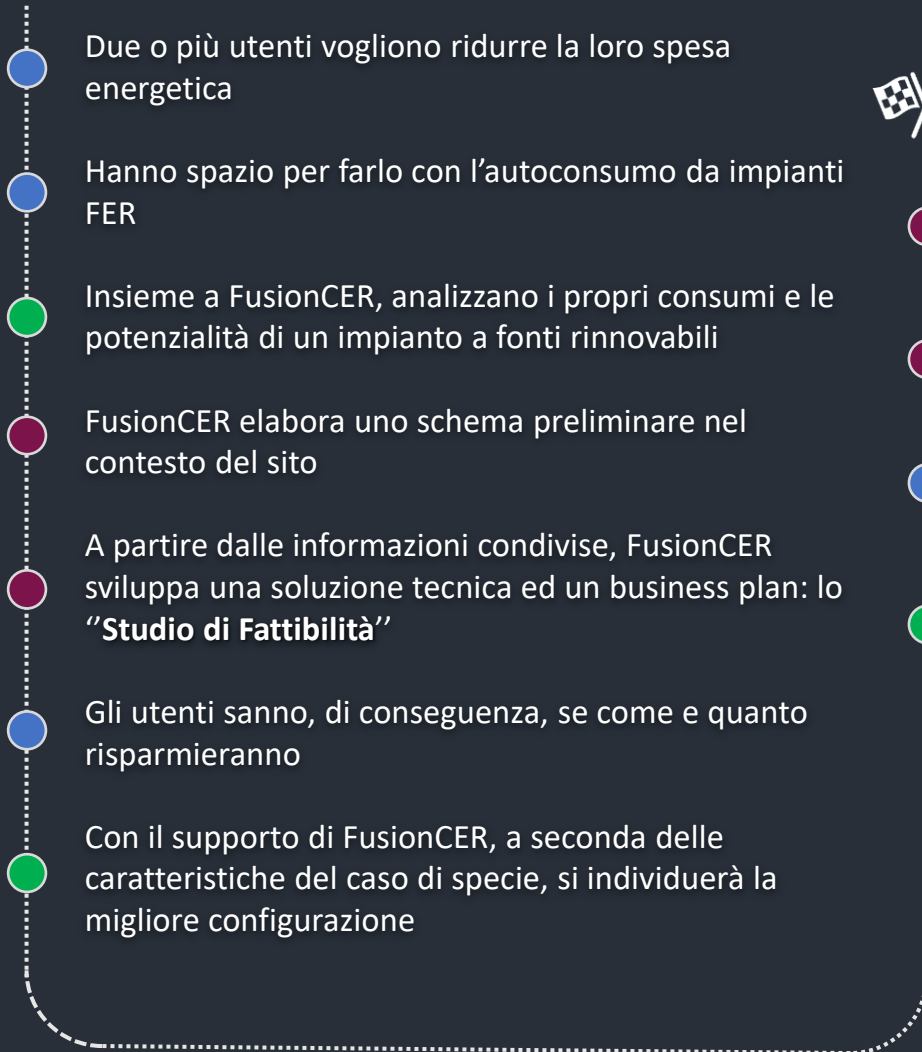 Due o più utenti vogliono ridurre la loro spesa
energetica
Hanno spazio per farlo con l’autoconsumo da impianti
FER
Insieme a FusionCER, analizzano i propri consumi e le
potenzialità di un impianto a fonti rinnovabili
FusionCER elabora uno schema preliminare nel
contesto del sito
A partire dalle informazioni condivise, FusionCER
sviluppa una soluzione tecnica ed un business plan: lo
‘’Studio di Fattibilità’’
Gli utenti sanno, di conseguenza, se come e quanto
risparmieranno
Con il supporto di FusionCER, a seconda delle
caratteristiche del caso di specie, si individuerà la
migliore configurazione